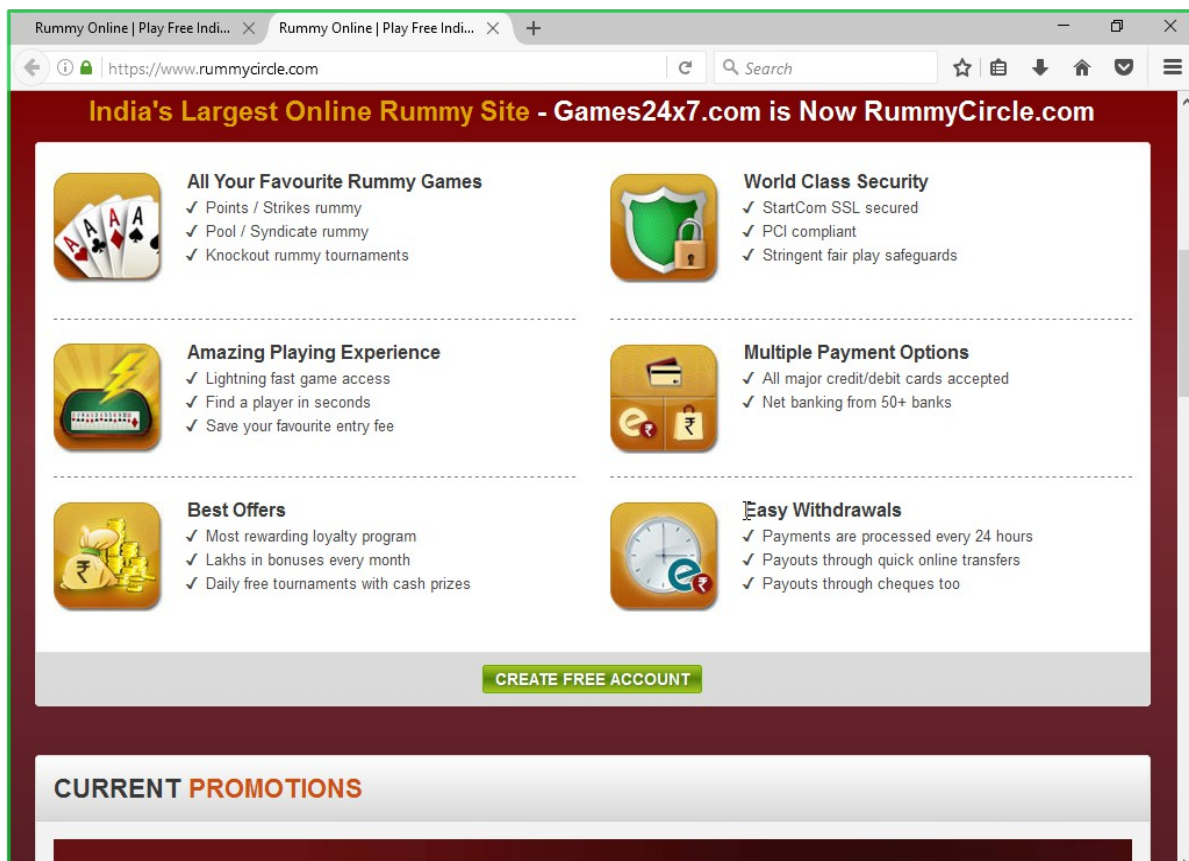 Rummy Online | Play Free Indi...
Rummy Online | Play Free Indi...
https://www.rummycircle.com
Search
India's Largest Online Rummy Site - Games24x7.com is Now RummyCircle.com
All Your Favourite Rummy Games
✓ Points / Strikes rummy
✓ Pool / Syndicate rummy
✓ Knockout rummy tournaments
World Class Security
✓ StartCom SSL secured
✓ PCI compliant
✓ Stringent fair play safeguards
Amazing Playing Experience
✓ Lightning fast game access
✓ Find a player in seconds
✓ Save your favourite entry fee
Multiple Payment Options
✓ All major credit/debit cards accepted
✓ Net banking from 50+ banks
Best Offers
✓ Most rewarding loyalty program
✓ Lakhs in bonuses every month
✓ Daily free tournaments with cash prizes
Easy Withdrawals
✓ Payments are processed every 24 hours
✓ Payouts through quick online transfers
✓ Payouts through cheques too
CREATE FREE ACCOUNT
CURRENT PROMOTIONS